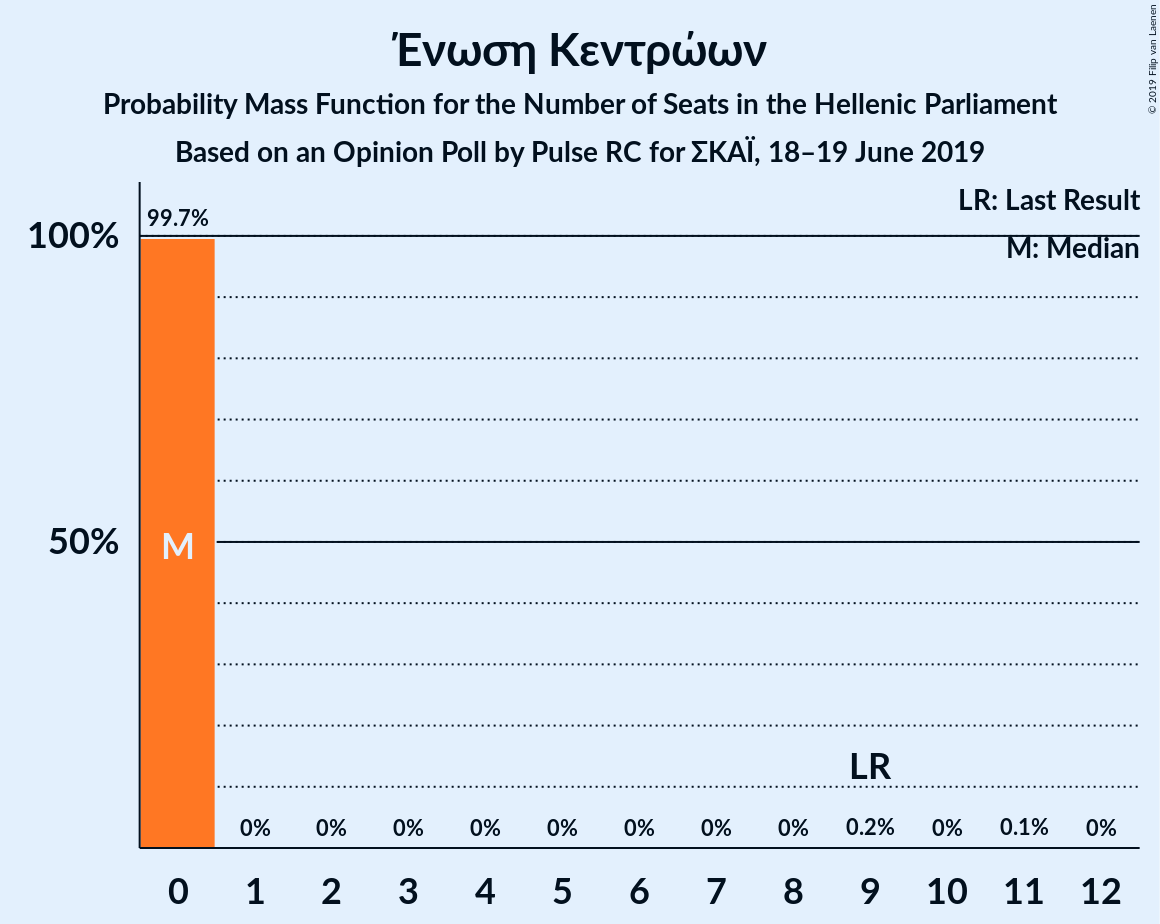 Ένωση Κεντρώων
Probability Mass Function for the Number of Seats in the Hellenic Parliament
Based on an Opinion Poll by Pulse RC for ΣΚΑΪ, 18–19 June 2019
© 2019 Filip van Laenen
LR: Last Result
M: Median
99.7%
100%
50%
M
LR
0% 0% 0% 0% 0% 0% 0% 0% 0.2% 0% 0.1% 0%
0 1 2 3 4 5 6 7 8 9 10 11 12